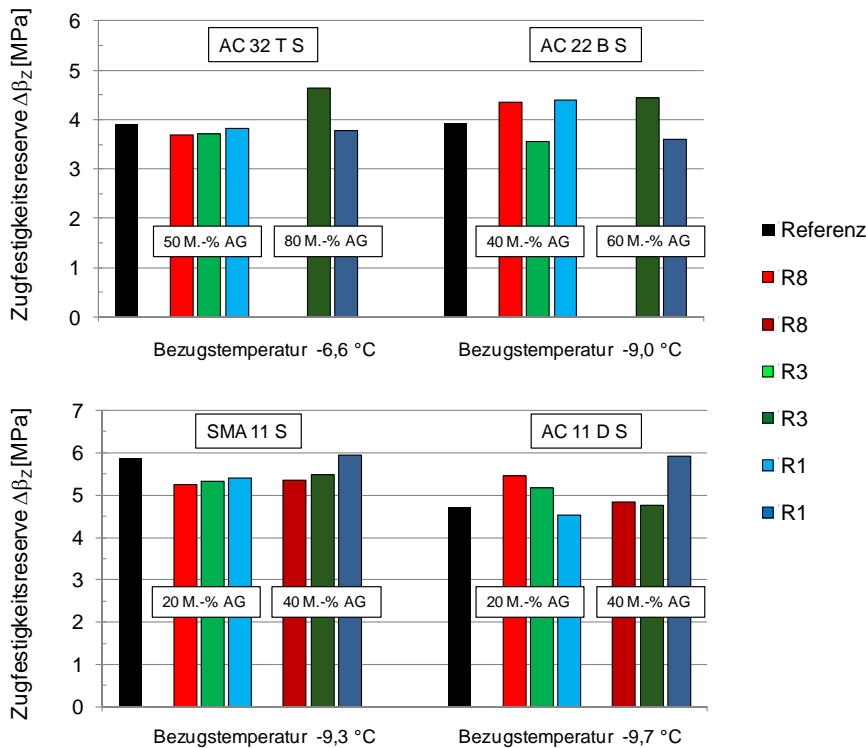 Zugfestigkeitsreserve Δβz [MPa]
6
5
4
3
2
1
0
AC 32 T S
AC 22 B S
50 M.-% AG
80 M.-% AG
40 M.-% AG
60 M.-% AG
Bezugstemperatur -6,6 °C
Bezugstemperatur -9,0 °C
Referenz
R8
R8
R3
R3
R1
R1
Zugfestigkeitsreserve Δβz [MPa]
7
6
5
4
3
2
1
0
SMA 11 S
AC 11 D S
20 M.-% AG
40 M.-% AG
20 M.-% AG
40 M.-% AG
Bezugstemperatur -9,3 °C
Bezugstemperatur -9,7 °C